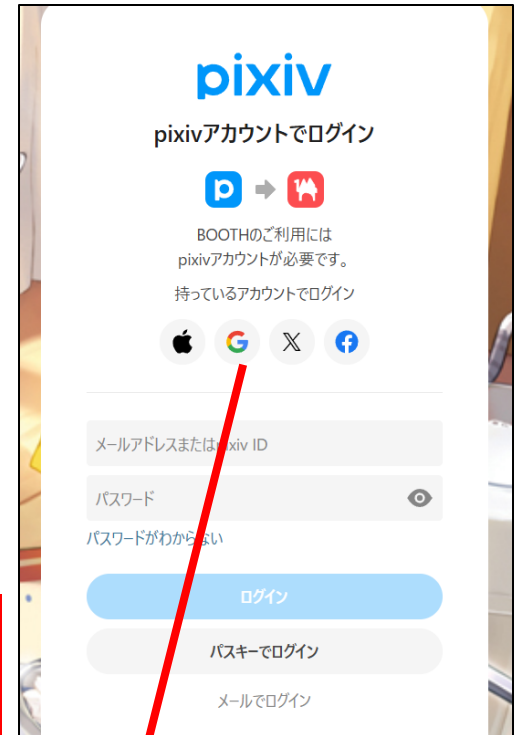 pixiv
pixivアカウントでログイン
BOOTHのご利用には
pixivアカウントが必要です。
持っているアカウントでログイン
メールアドレスまたはpixiv ID
パスワード
パスワードがわからない
ログイン
パスキーでログイン
メールでログイン